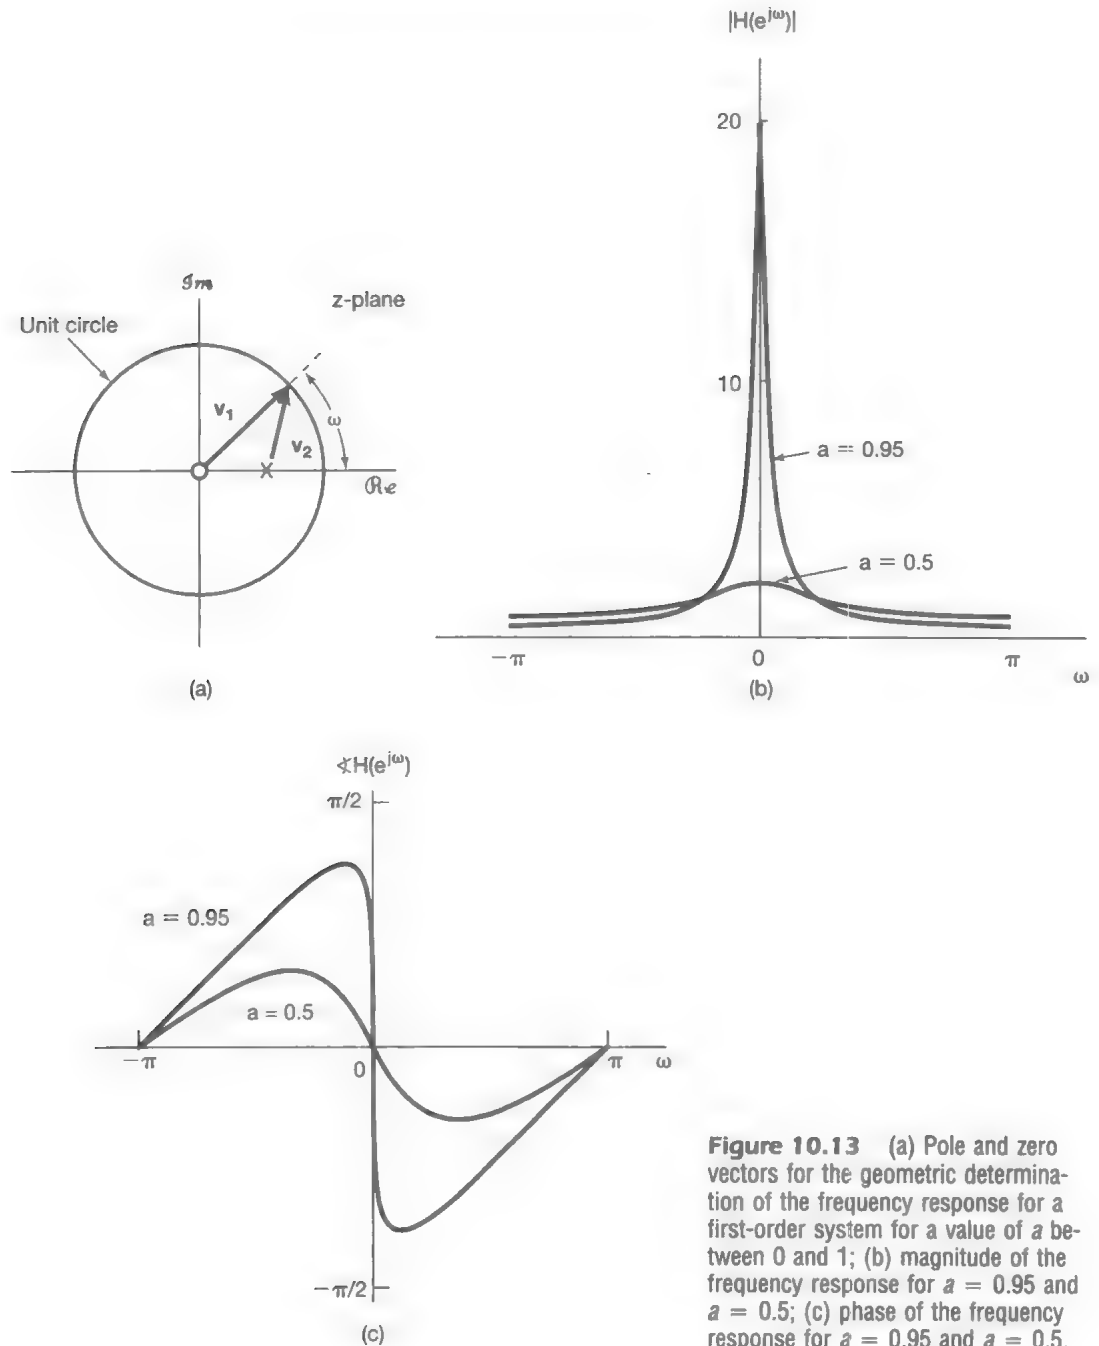 |H(e^{jω})|
20
10
a = 0.95
a = 0.5
−π
0
π
ω
(b)
𝒥m
z-plane
Unit circle
v₁
v₂
ω
ℛe
(a)
∢H(e^{jω})
π/2
a = 0.95
a = 0.5
−π
0
π
ω
−π/2
(c)
Figure 10.13 (a) Pole and zero
vectors for the geometric determina-
tion of the frequency response for a
first-order system for a value of a be-
tween 0 and 1; (b) magnitude of the
frequency response for a = 0.95 and
a = 0.5; (c) phase of the frequency
response for a = 0.95 and a = 0.5.